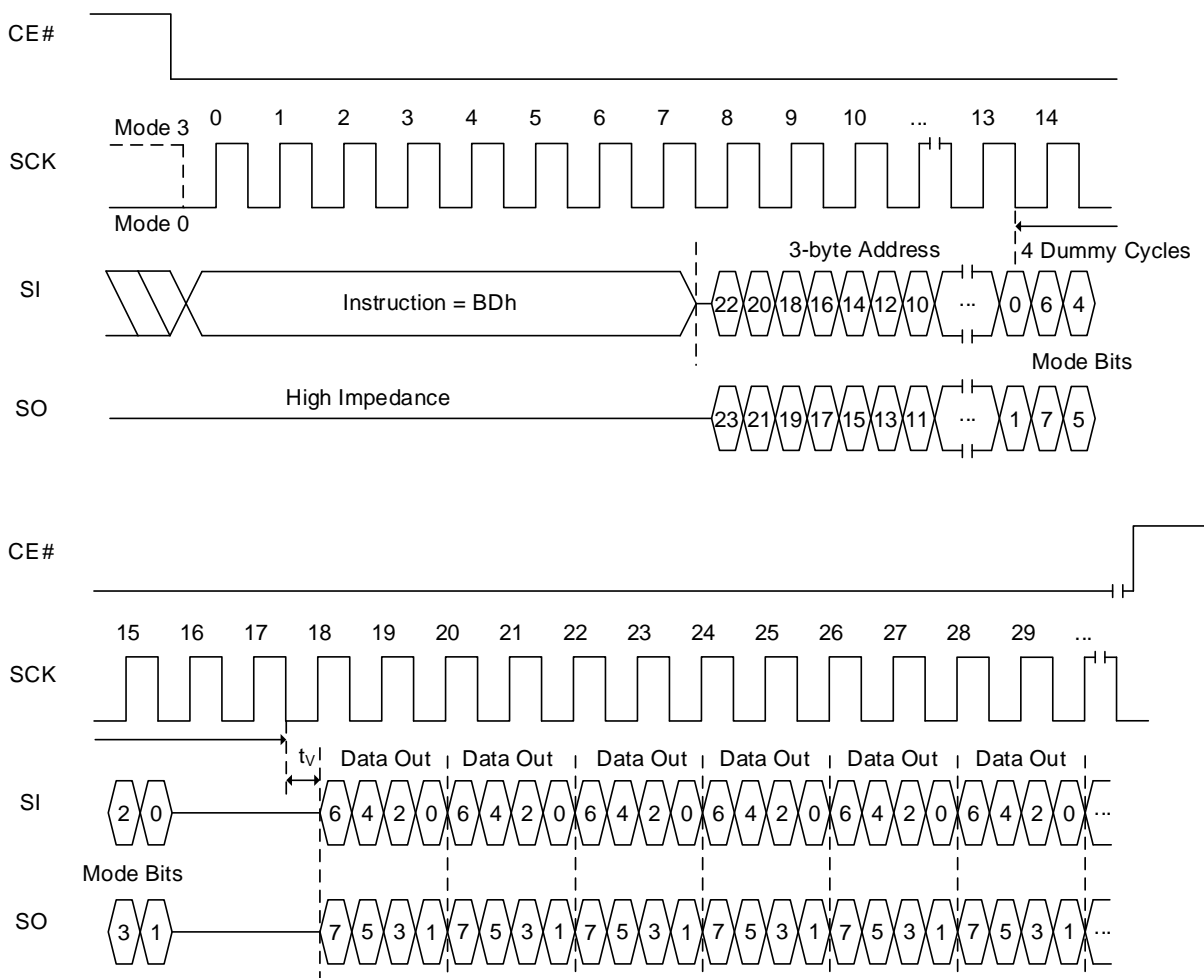 CE#
Mode 3
0 1 2 3 4 5 6 7 8 9 10 ... 13 14
SCK
Mode 0
3-byte Address
4 Dummy Cycles
SI
Instruction = BDh
22 20 18 16 14 12 10 ... 0 6 4
Mode Bits
SO
High Impedance
23 21 19 17 15 13 11 ... 1 7 5
CE#
15 16 17 18 19 20 21 22 23 24 25 26 27 28 29 ...
SCK
tV Data Out Data Out Data Out Data Out Data Out Data Out
SI
2 0 6 4 2 0 6 4 2 0 6 4 2 0 6 4 2 0 6 4 2 0 6 4 2 0 ...
Mode Bits
SO
3 1 7 5 3 1 7 5 3 1 7 5 3 1 7 5 3 1 7 5 3 1 7 5 3 1 ...